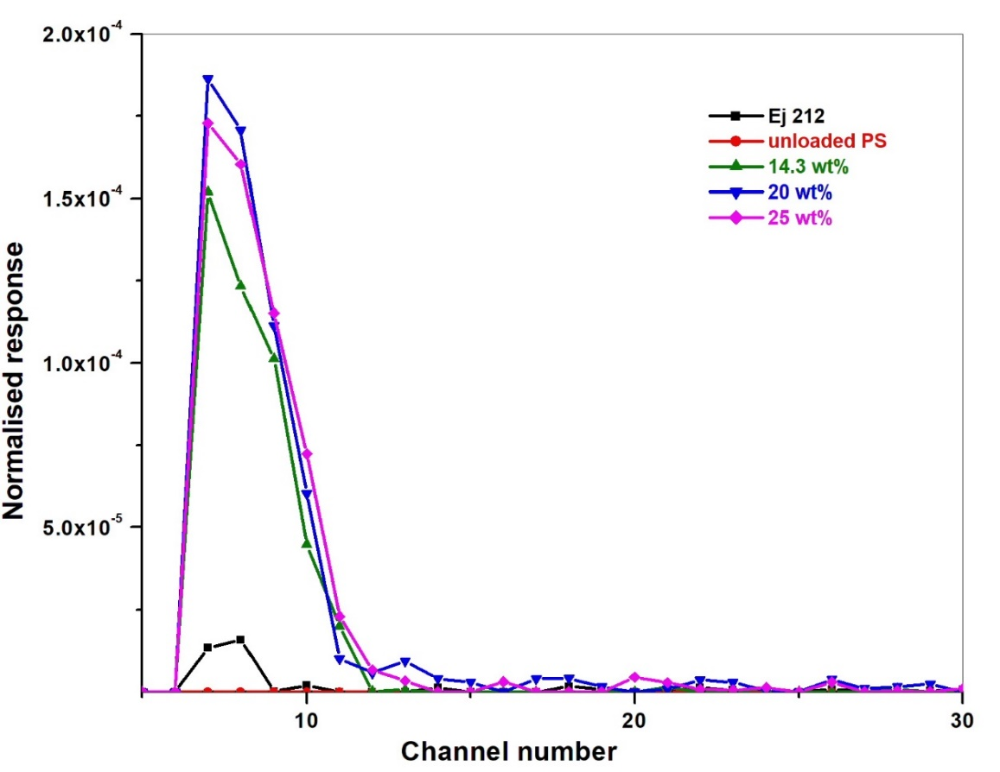 2.0x10⁻⁴
1.5x10⁻⁴
1.0x10⁻⁴
5.0x10⁻⁵
Normalised response
Ej 212
unloaded PS
14.3 wt%
20 wt%
25 wt%
10 20 30
Channel number